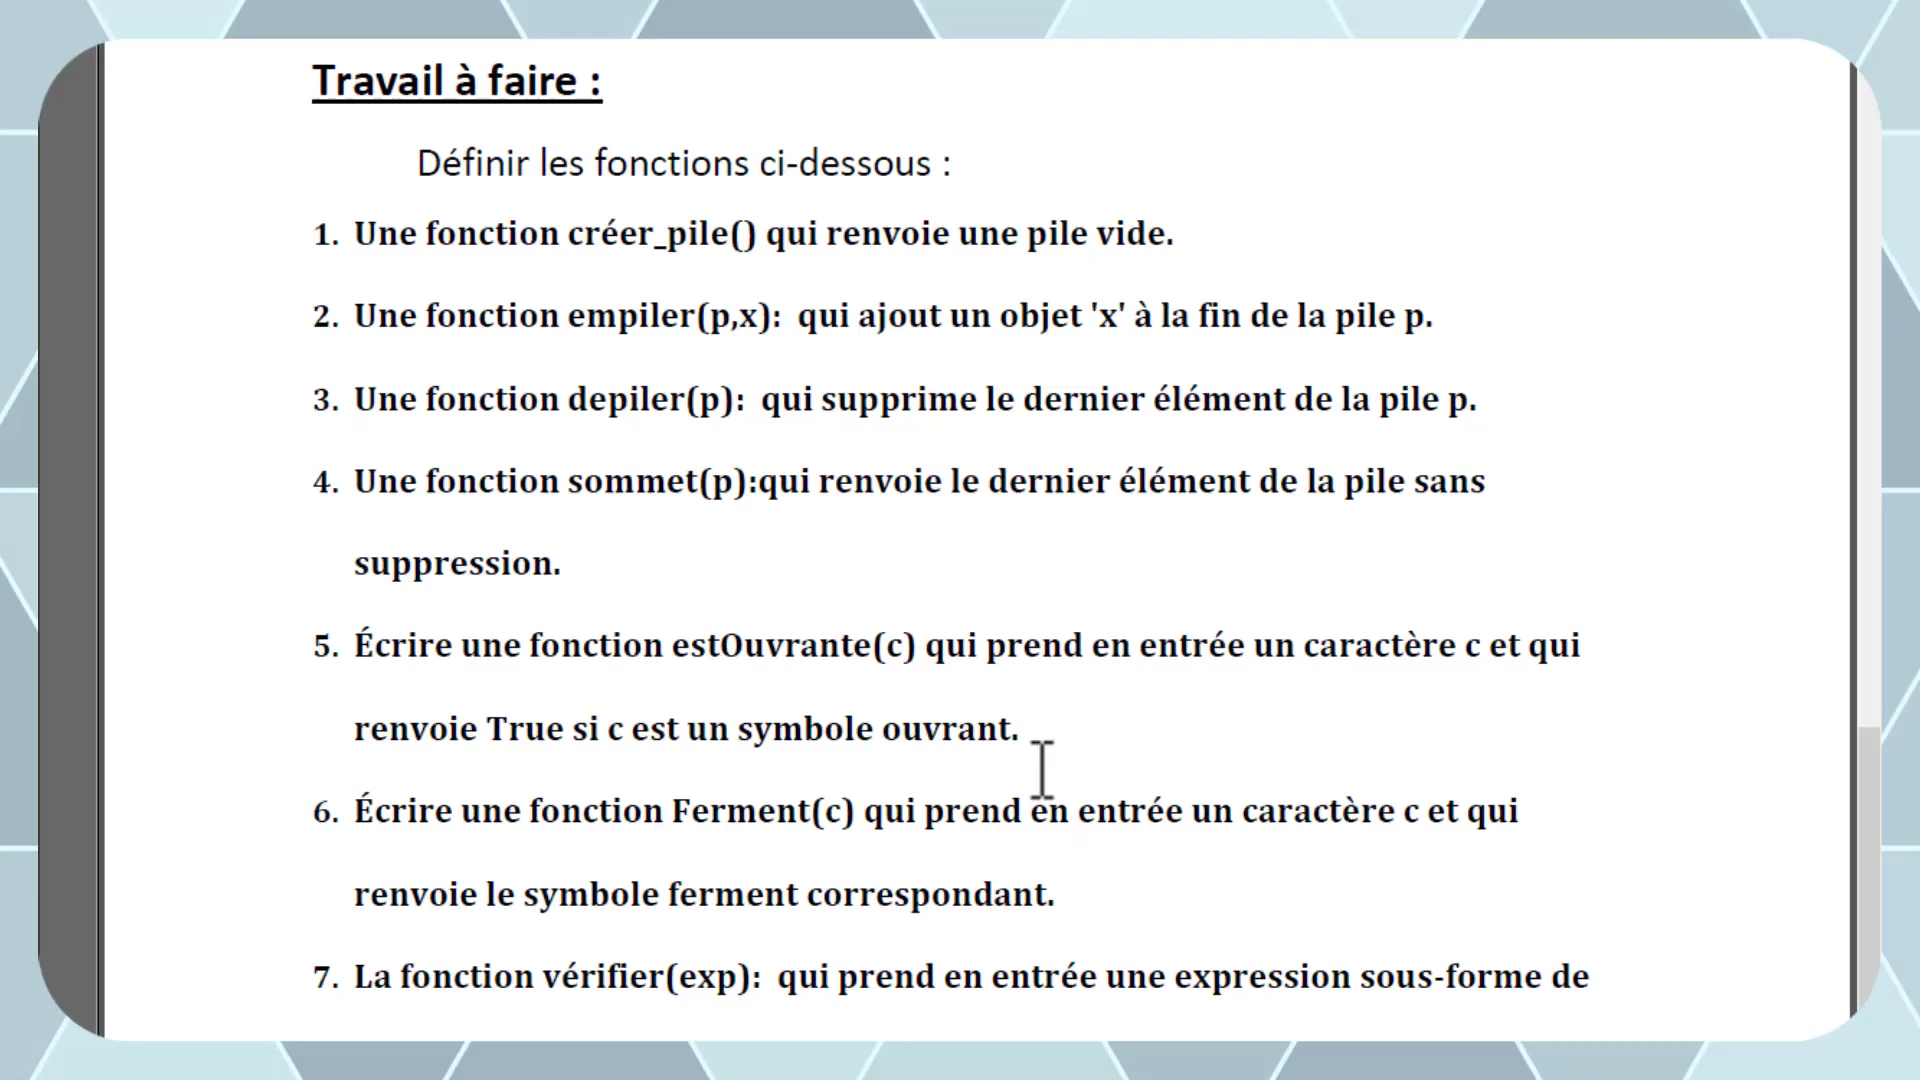 Travail à faire :
Définir les fonctions ci-dessous :
1. Une fonction créer_pile() qui renvoie une pile vide.
2. Une fonction empiler(p,x): qui ajout un objet 'x' à la fin de la pile p.
3. Une fonction depiler(p): qui supprime le dernier élément de la pile p.
4. Une fonction sommet(p):qui renvoie le dernier élément de la pile sans
suppression.
5. Écrire une fonction estOuvrante(c) qui prend en entrée un caractère c et qui
renvoie True si c est un symbole ouvrant.
6. Écrire une fonction Ferment(c) qui prend en entrée un caractère c et qui
renvoie le symbole ferment correspondant.
7. La fonction vérifier(exp): qui prend en entrée une expression sous-forme de